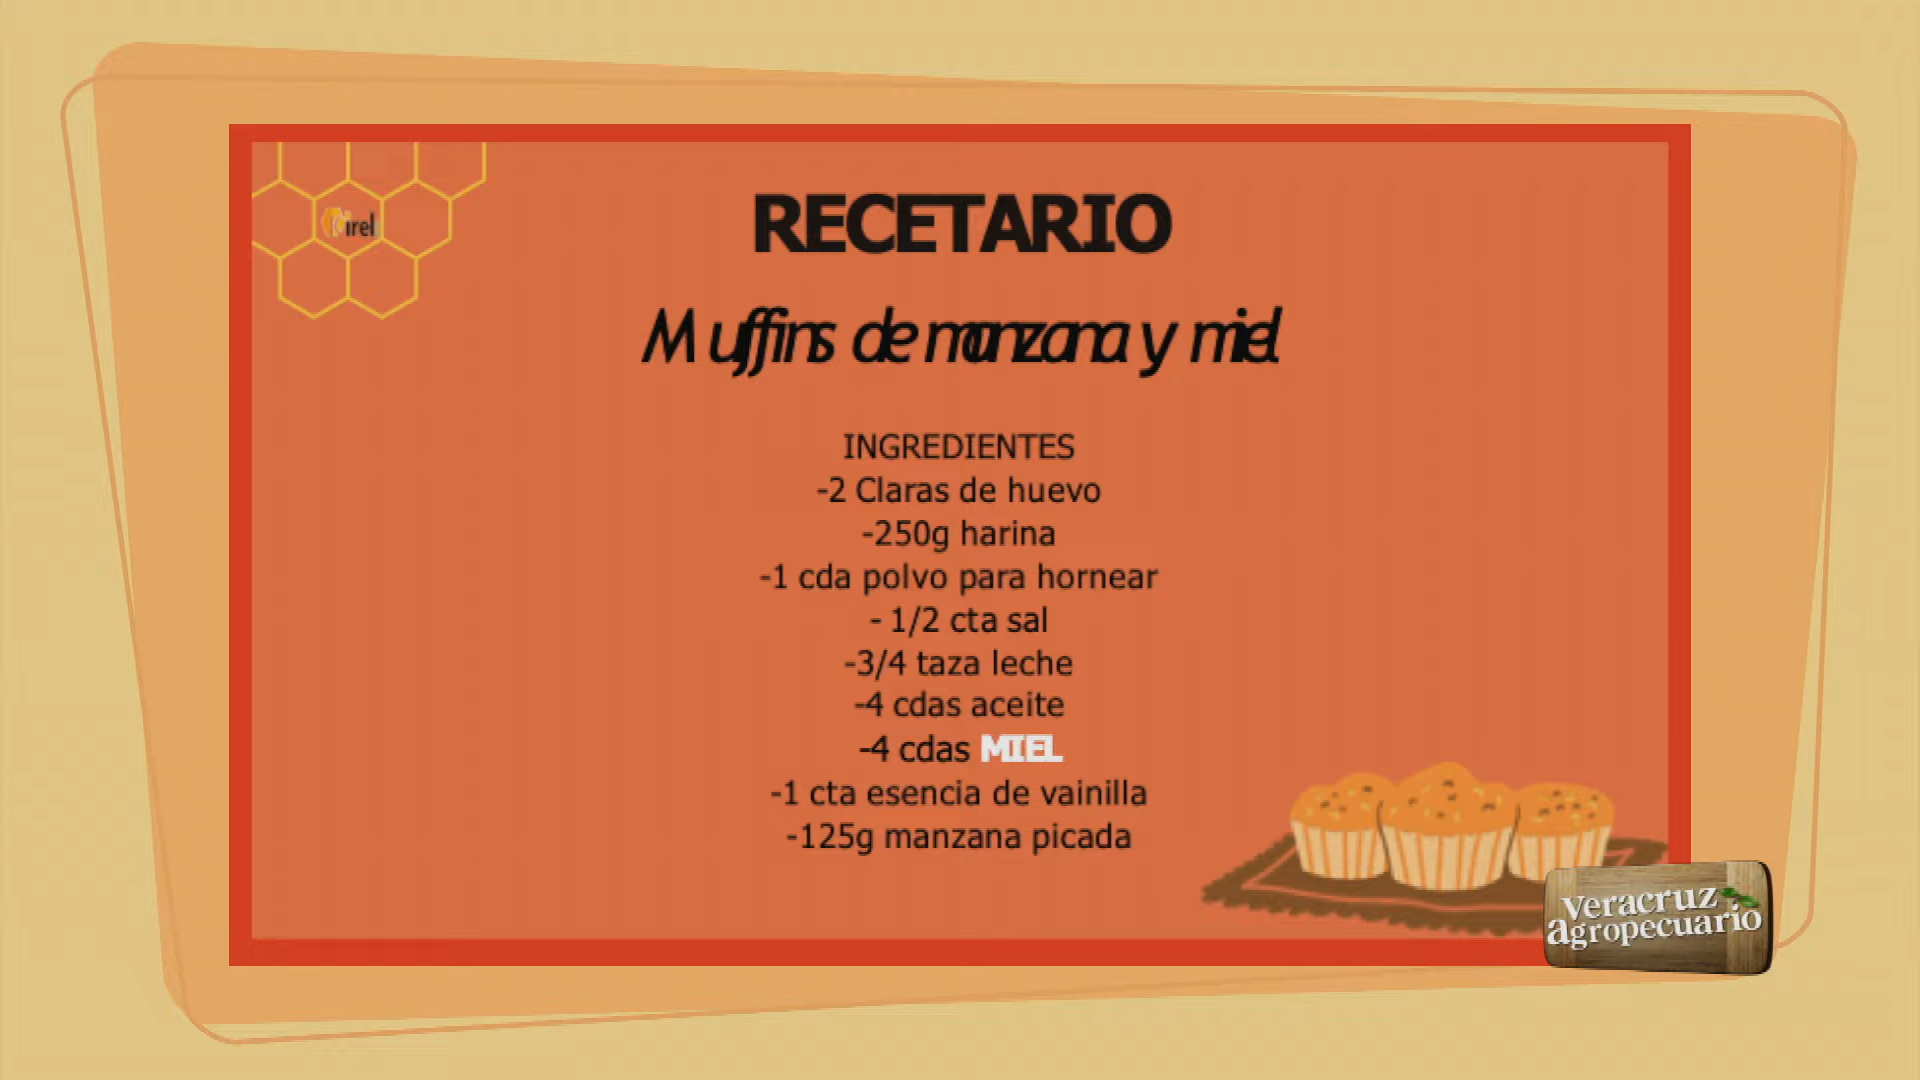 RECETARIO
Muffins de manzana y miel
INGREDIENTES
-2 Claras de huevo
-250g harina
-1 cda polvo para hornear
- 1/2 cta sal
-3/4 taza leche
-4 cdas aceite
-4 cdas MIEL
-1 cta esencia de vainilla
-125g manzana picada
Veracruz
agropecuario